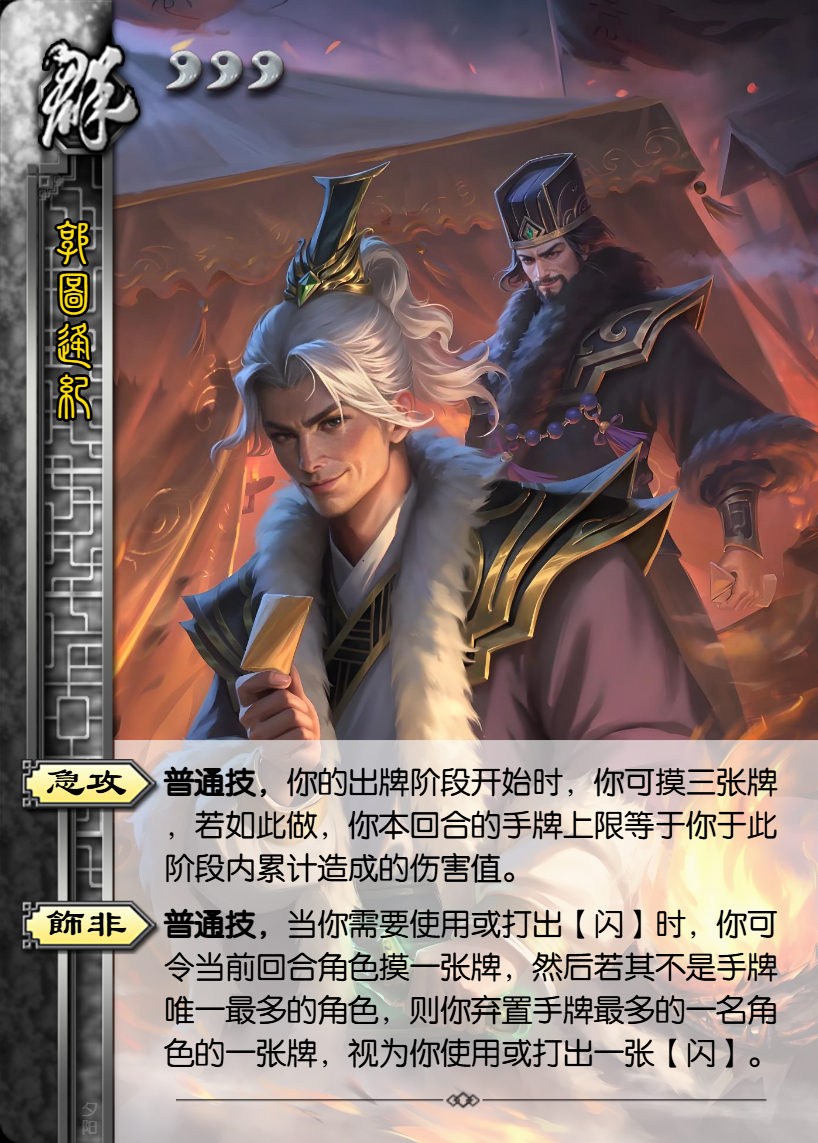 群
郭圖逄紀
急攻
普通技，你的出牌阶段开始时，你可摸三张牌
，若如此做，你本回合的手牌上限等于你于此
阶段内累计造成的伤害值。
飾非
普通技，当你需要使用或打出【闪】时，你可
令当前回合角色摸一张牌，然后若其不是手牌
唯一最多的角色，则你弃置手牌最多的一名角
色的一张牌，视为你使用或打出一张【闪】。
夕阳